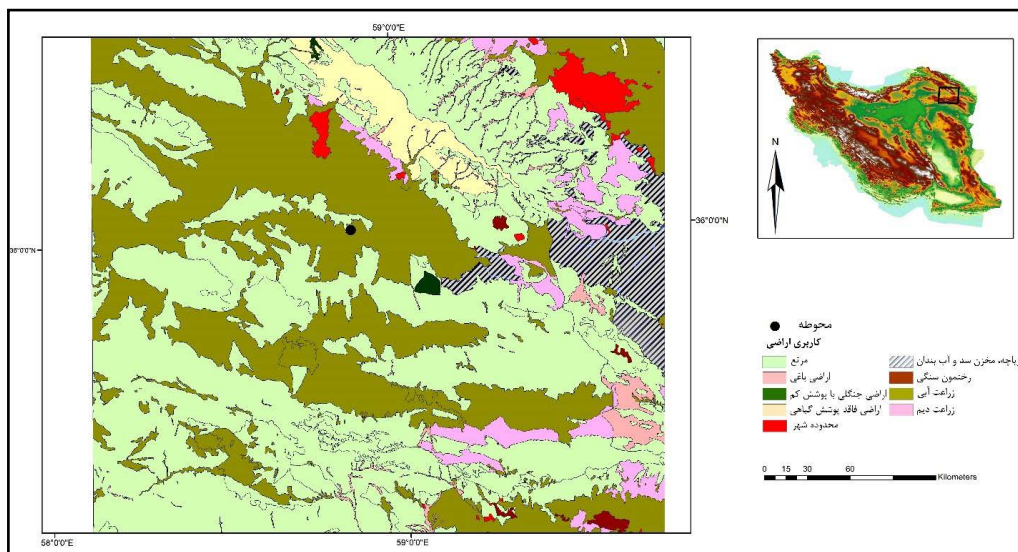 59°0'0"E
N
36°0'0"N
36°0'0"N
محوطه
کاربری اراضی
مرتع
ریاچه، مخزن سد و آب بندان
اراضی باغی
رخنمون سنگی
اراضی جنگلی با پوشش کم
زراعت آبی
اراضی فاقد پوشش گیاهی
زراعت دیم
محدوده شهر
0 15 30 60
Kilometers
58°0'0"E
59°0'0"E